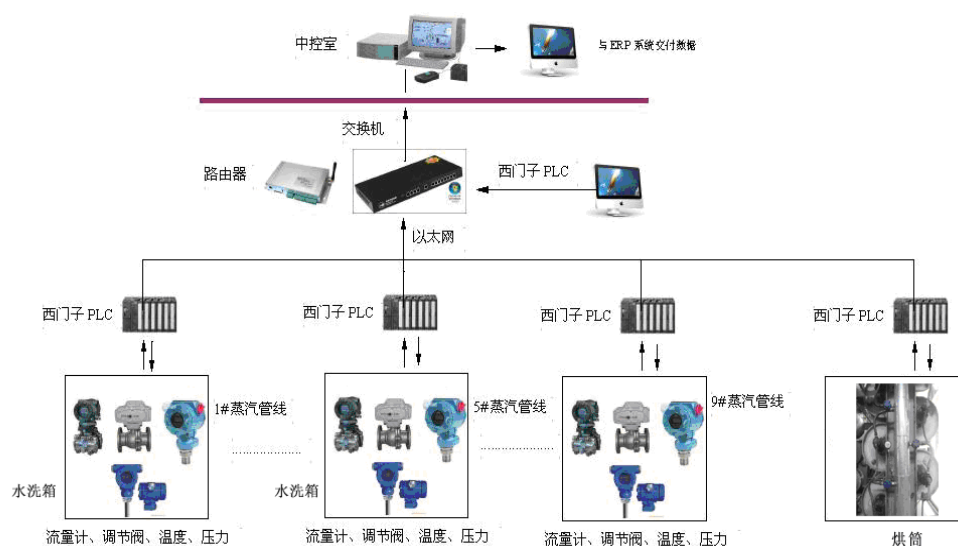 中控室
与ERP系统交付数据
交换机
路由器
西门子 PLC
以太网
西门子 PLC
西门子 PLC
西门子 PLC
西门子 PLC
1#蒸汽管线
5#蒸汽管线
9#蒸汽管线
水洗箱
水洗箱
流量计、调节阀、温度、压力
流量计、调节阀、温度、压力
流量计、调节阀、温度、压力
烘筒